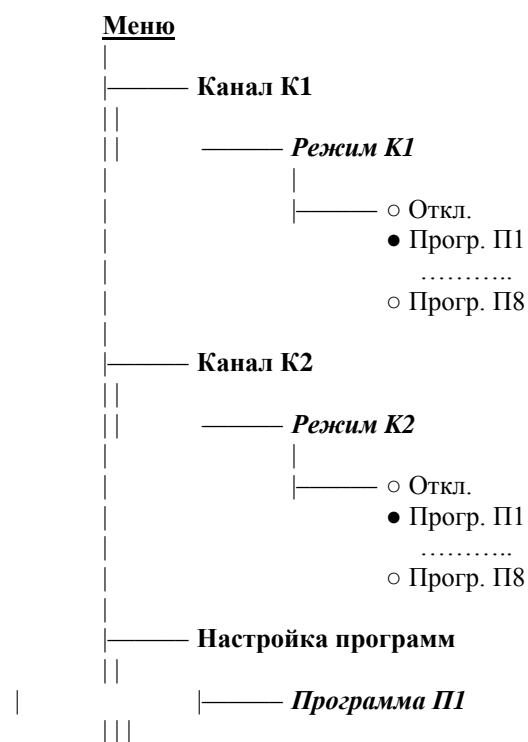 Меню
Канал К1
Режим К1
○ Откл.
● Прогр. П1
………..
○ Прогр. П8
Канал К2
Режим К2
○ Откл.
● Прогр. П1
………..
○ Прогр. П8
Настройка программ
Программа П1